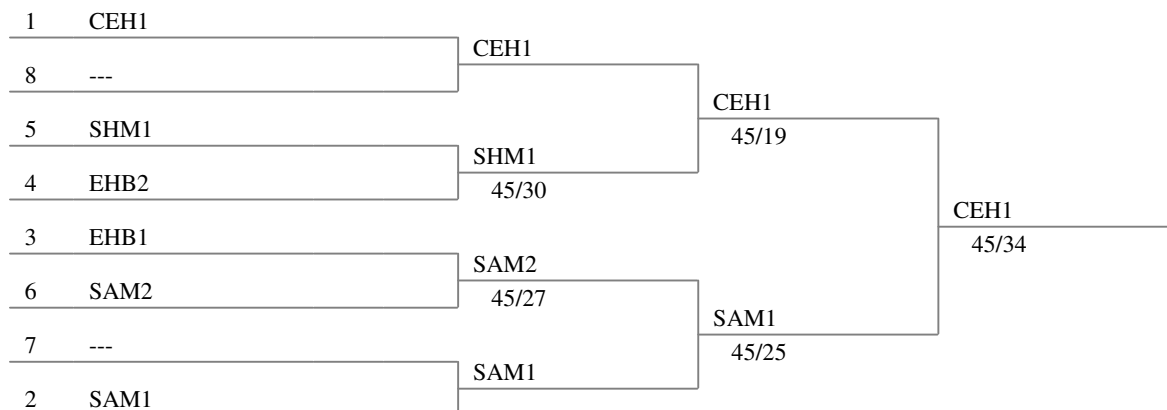 1 CEH1
CEH1
8 ---
CEH1
45/19
5 SHM1
SHM1
45/30
4 EHB2
CEH1
45/34
3 EHB1
SAM2
45/27
6 SAM2
SAM1
45/25
7 ---
SAM1
2 SAM1